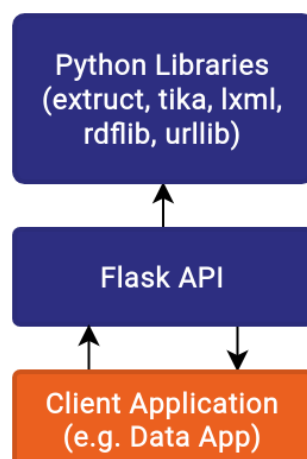 Python Libraries
(extruct, tika, lxml,
rdflib, urllib)
Flask API
Client Application
(e.g. Data App)